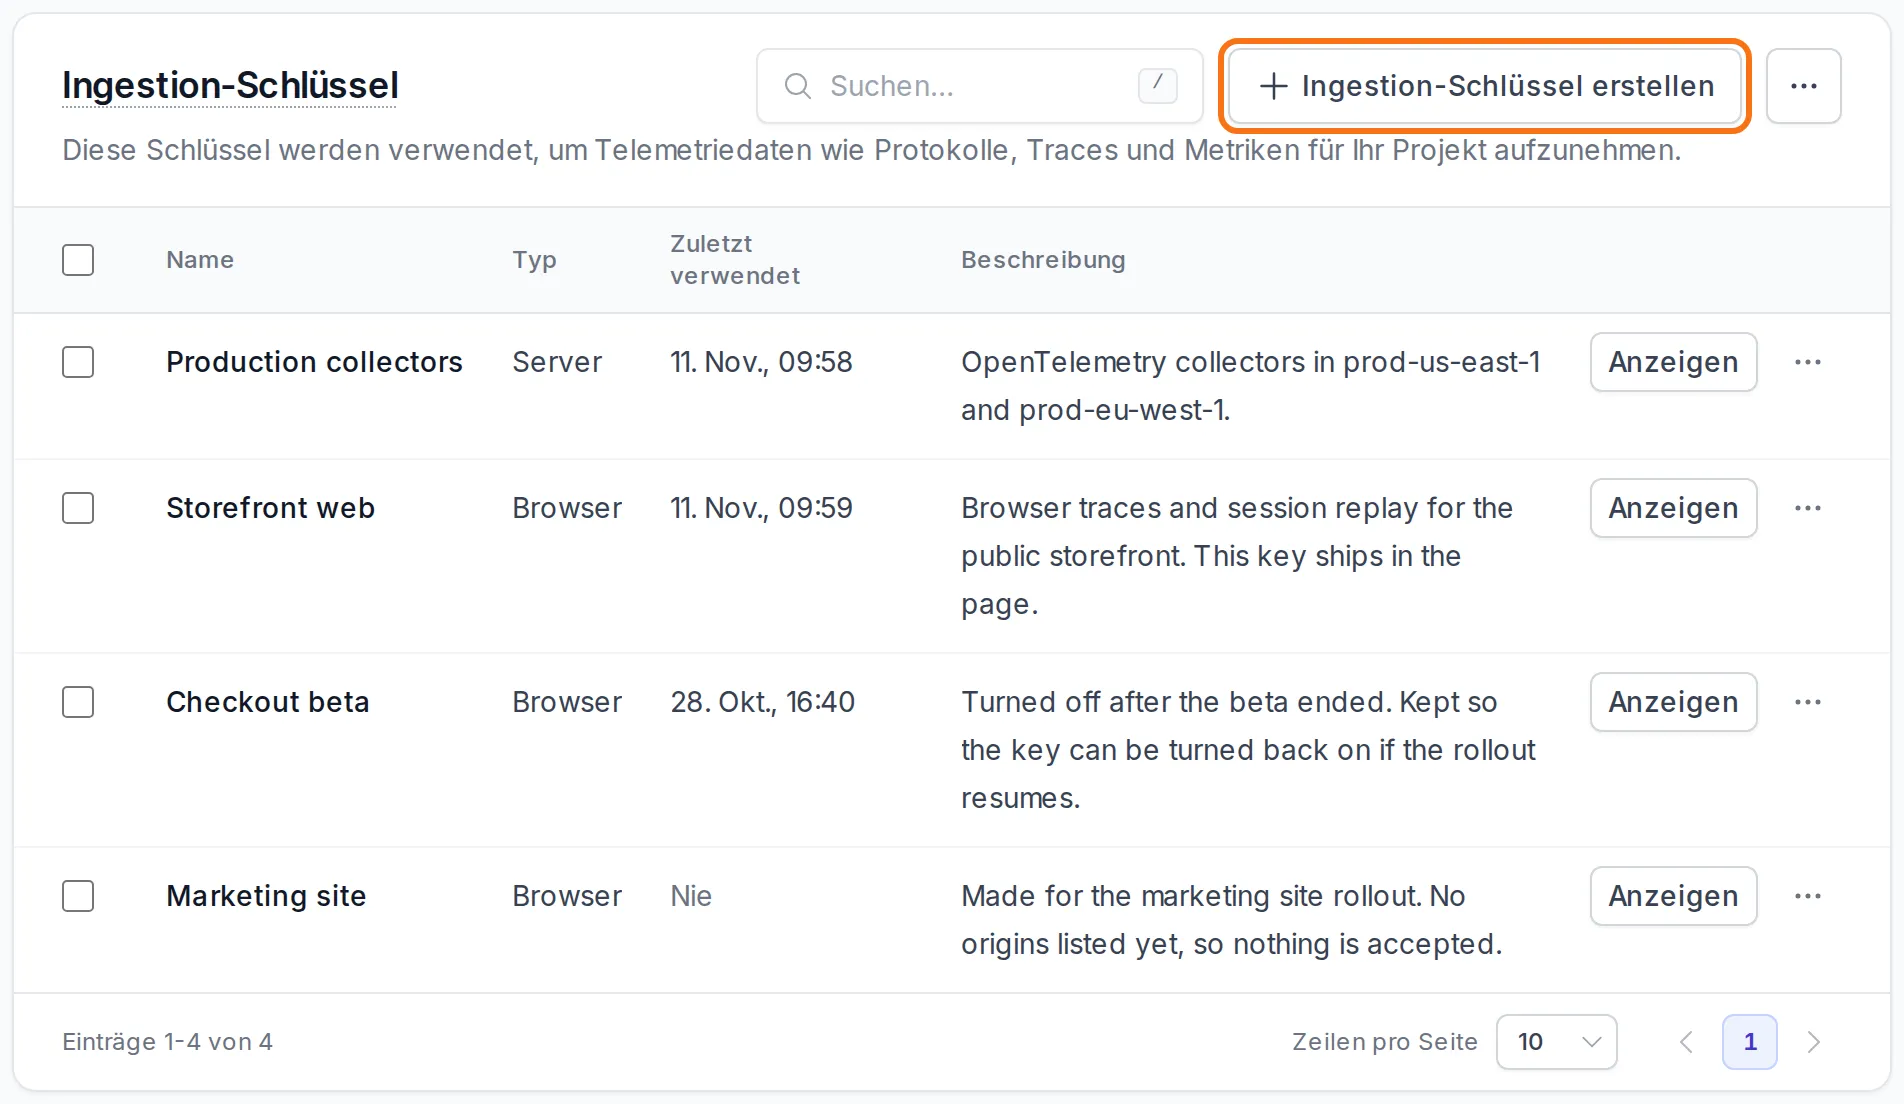 Ingestion-Schlüssel
Suchen...
/
Ingestion-Schlüssel erstellen
Diese Schlüssel werden verwendet, um Telemetriedaten wie Protokolle, Traces und Metriken für Ihr Projekt aufzunehmen.
Name
Typ
Zuletzt
verwendet
Beschreibung
Production collectors
Server
11. Nov., 09:58
OpenTelemetry collectors in prod-us-east-1
and prod-eu-west-1.
Anzeigen
Storefront web
Browser
11. Nov., 09:59
Browser traces and session replay for the
public storefront. This key ships in the
page.
Anzeigen
Checkout beta
Browser
28. Okt., 16:40
Turned off after the beta ended. Kept so
the key can be turned back on if the rollout
resumes.
Anzeigen
Marketing site
Browser
Nie
Made for the marketing site rollout. No
origins listed yet, so nothing is accepted.
Anzeigen
Einträge 1-4 von 4
Zeilen pro Seite
10
1